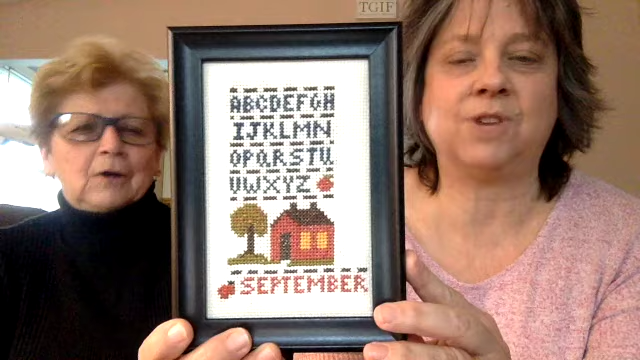 TGIF
ABCDEFGH
IJKLMN
OPQRSTU
VWXYZ
SEPTEMBER